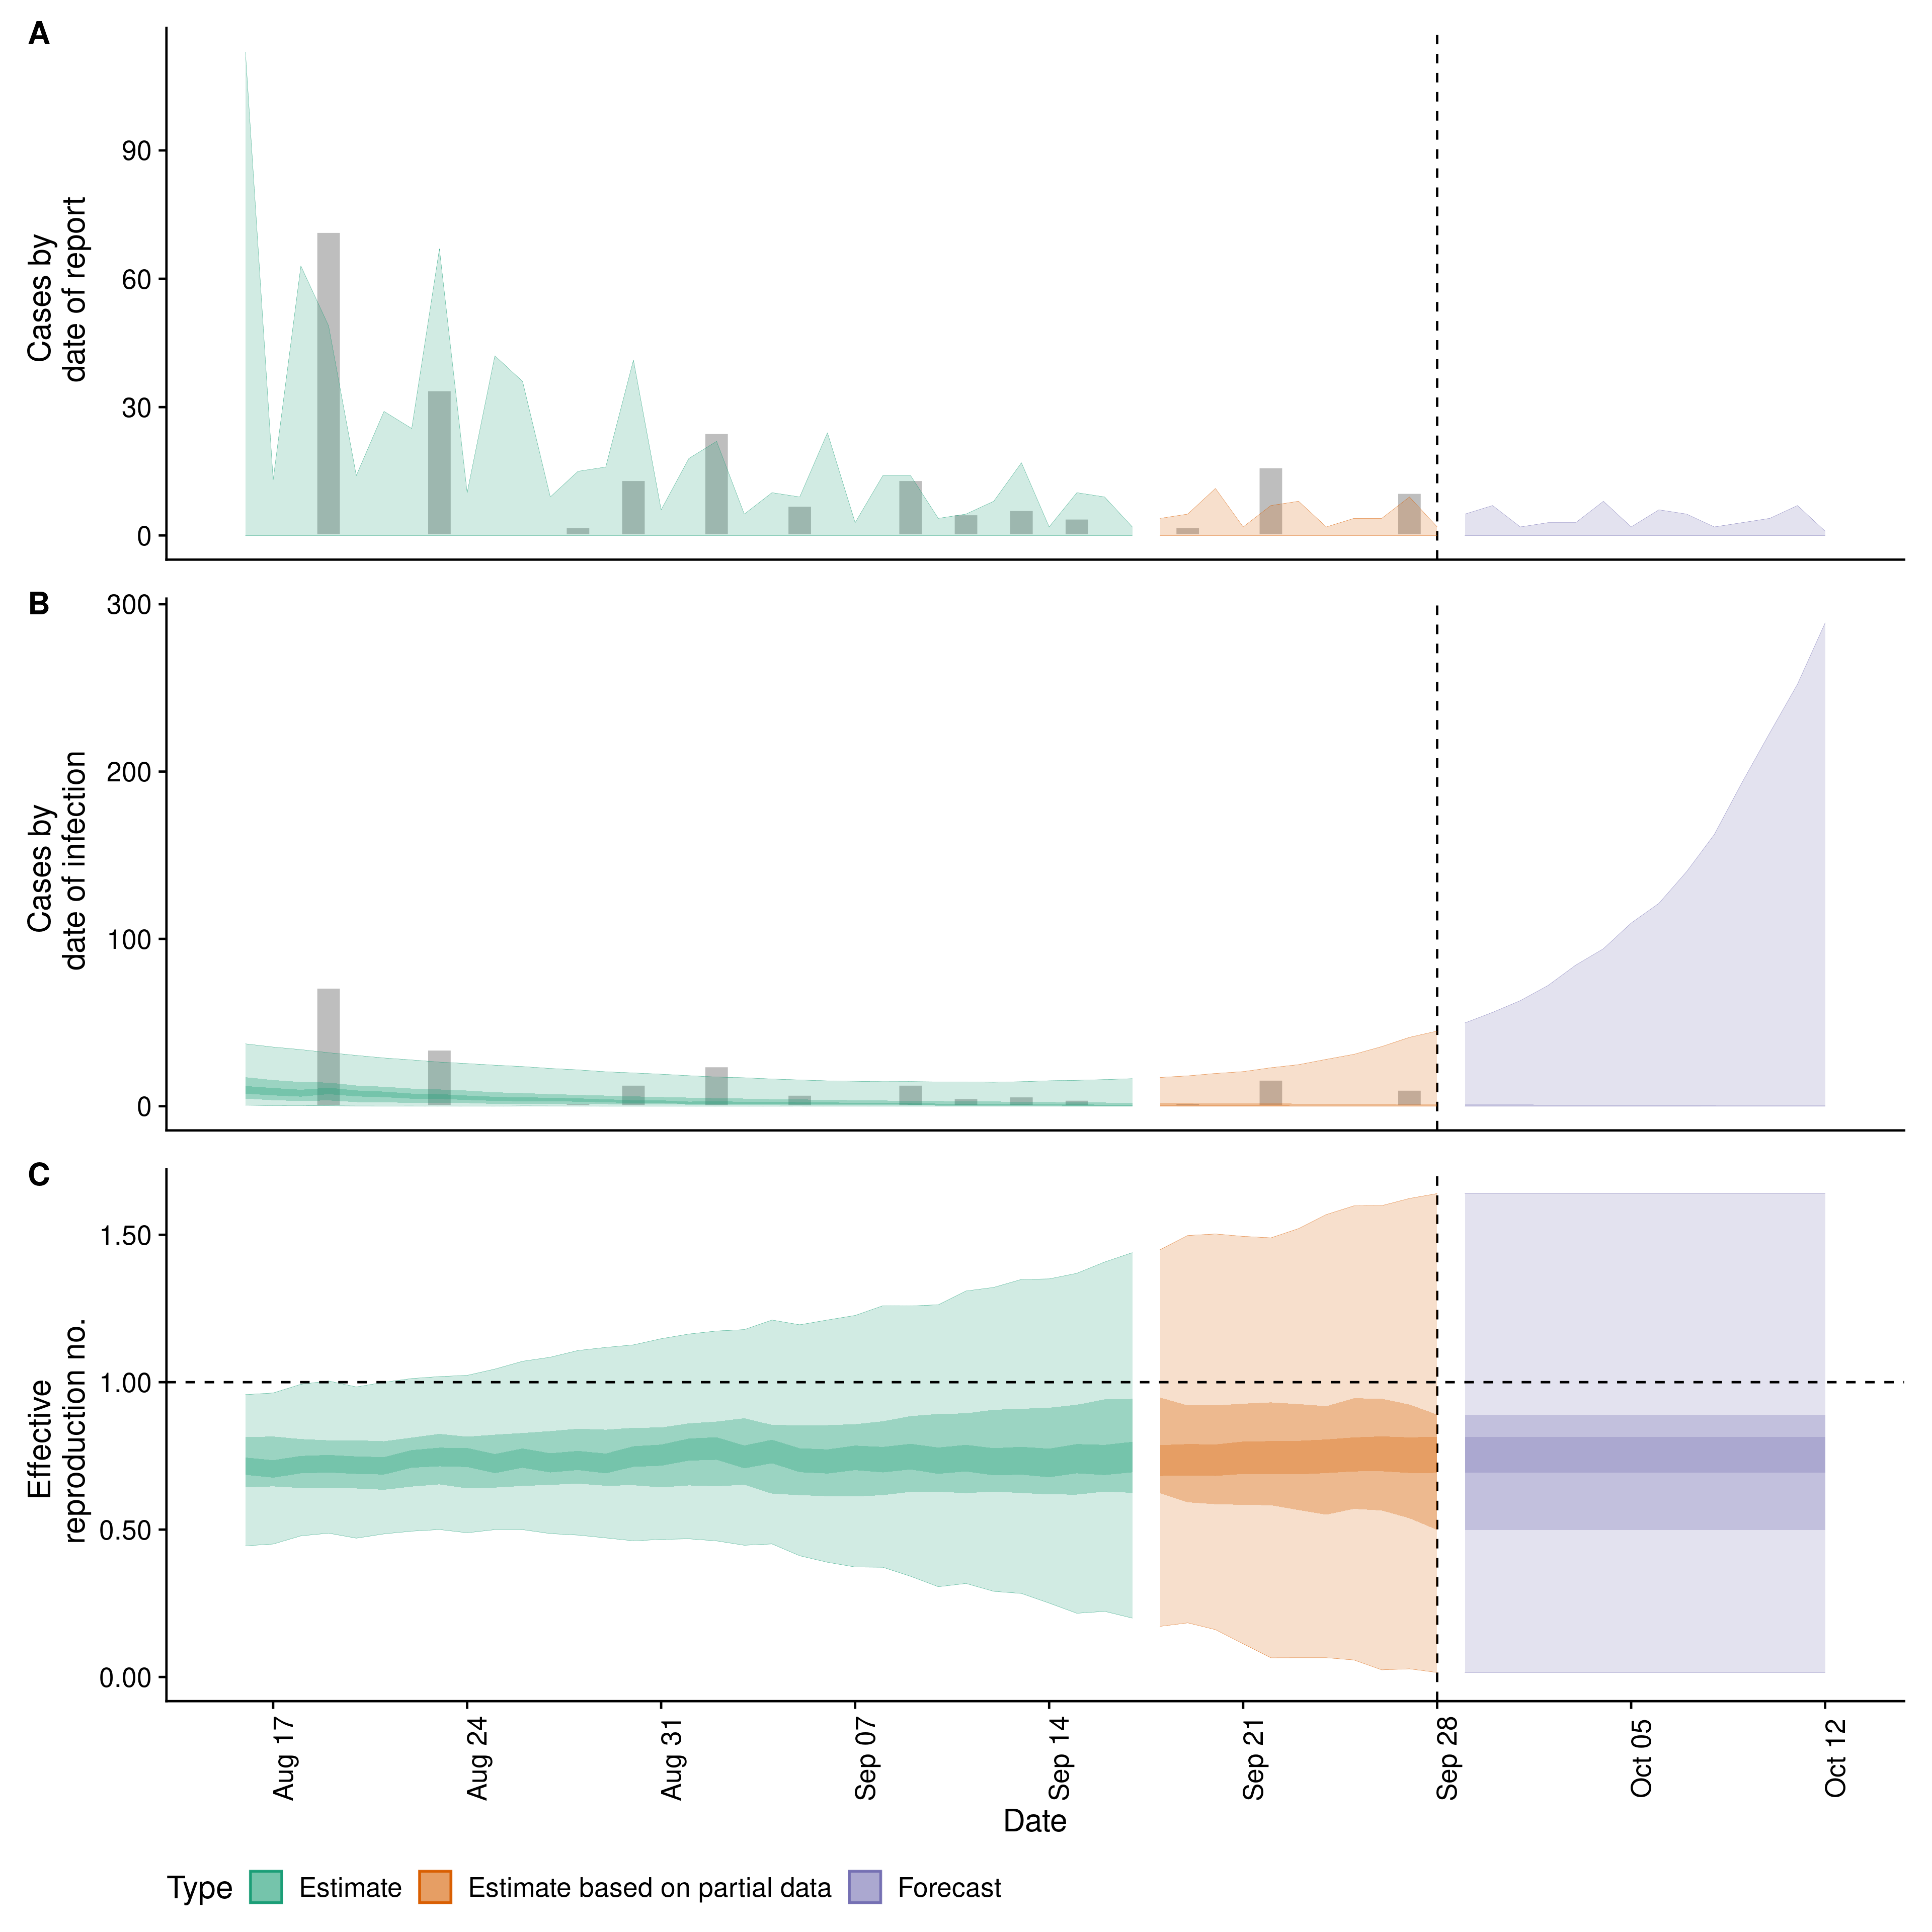 A
Cases by
date of report
90
60
30
0
B
Cases by
date of infection
300
200
100
0
C
Effective
reproduction no.
1.50
1.00
0.50
0.00
Aug 17
Aug 24
Aug 31
Sep 07
Sep 14
Sep 21
Sep 28
Oct 05
Oct 12
Date
Type
Estimate
Estimate based on partial data
Forecast